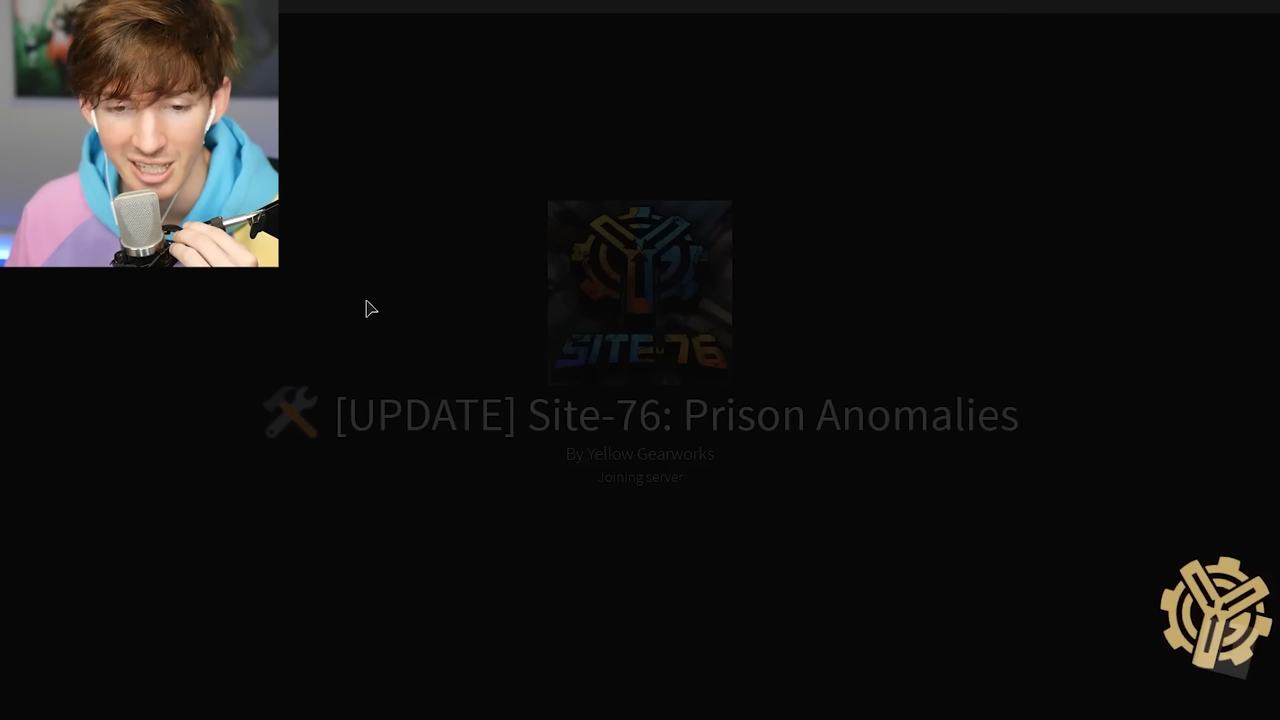 SITE-76
[UPDATE] Site-76: Prison Anomalies
By Yellow Gearworks
Joining server